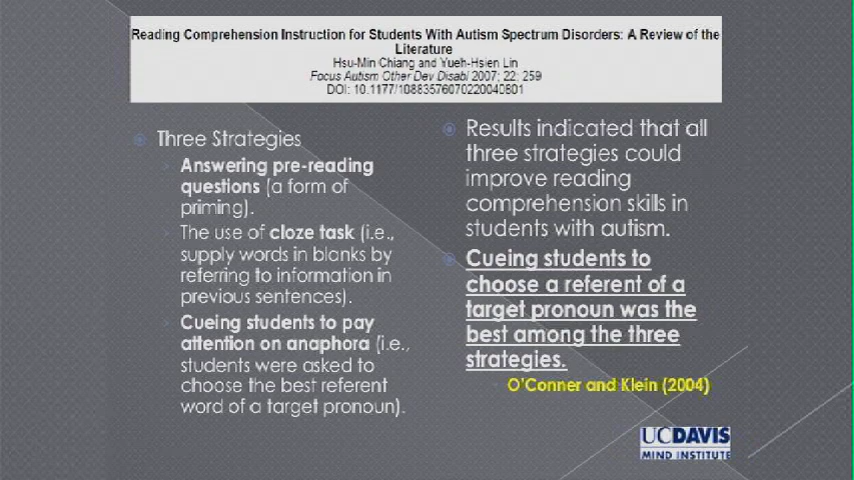 Reading Comprehension Instruction for Students With Autism Spectrum Disorders: A Review of the
Literature
Hsu-Min Chiang and Yueh-Hsien Lin
Focus Autism Other Dev Disabl 2007; 22; 259
DOI: 10.1177/10883576070220040801
Three Strategies
Answering pre-reading
questions (a form of
priming).
The use of cloze task (i.e.,
supply words in blanks by
referring to information in
previous sentences).
Cueing students to pay
attention on anaphora (i.e.,
students were asked to
choose the best referent
word of a target pronoun).
Results indicated that all
three strategies could
improve reading
comprehension skills in
students with autism.
Cueing students to
choose a referent of a
target pronoun was the
best among the three
strategies.
O'Conner and Klein (2004)
UCDAVIS
MIND INSTITUTE